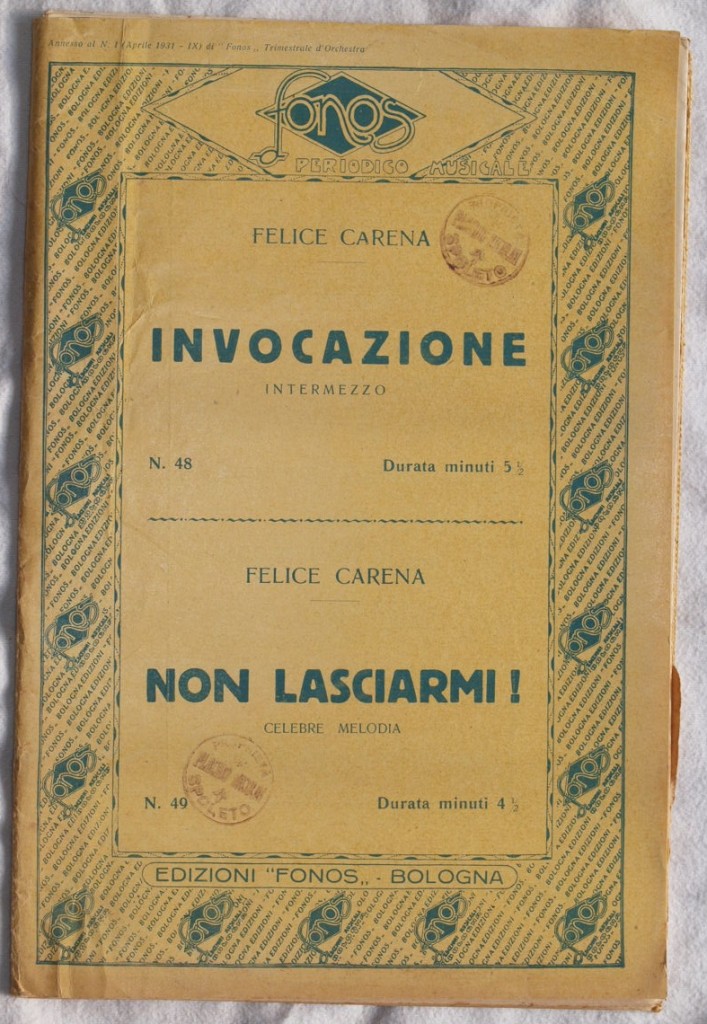 Annesso al N. 1 (Aprile 1931 - IX) di "Fonos„ Trimestrale d'Orchestra
fonos
PERIODICO MUSICALE
FELICE CARENA
INVOCAZIONE
INTERMEZZO
N. 48 Durata minuti 5 ½
FELICE CARENA
NON LASCIARMI!
CELEBRE MELODIA
N. 49 Durata minuti 4 ½
SPOLETO
SPOLETO
EDIZIONI "FONOS„ - BOLOGNA